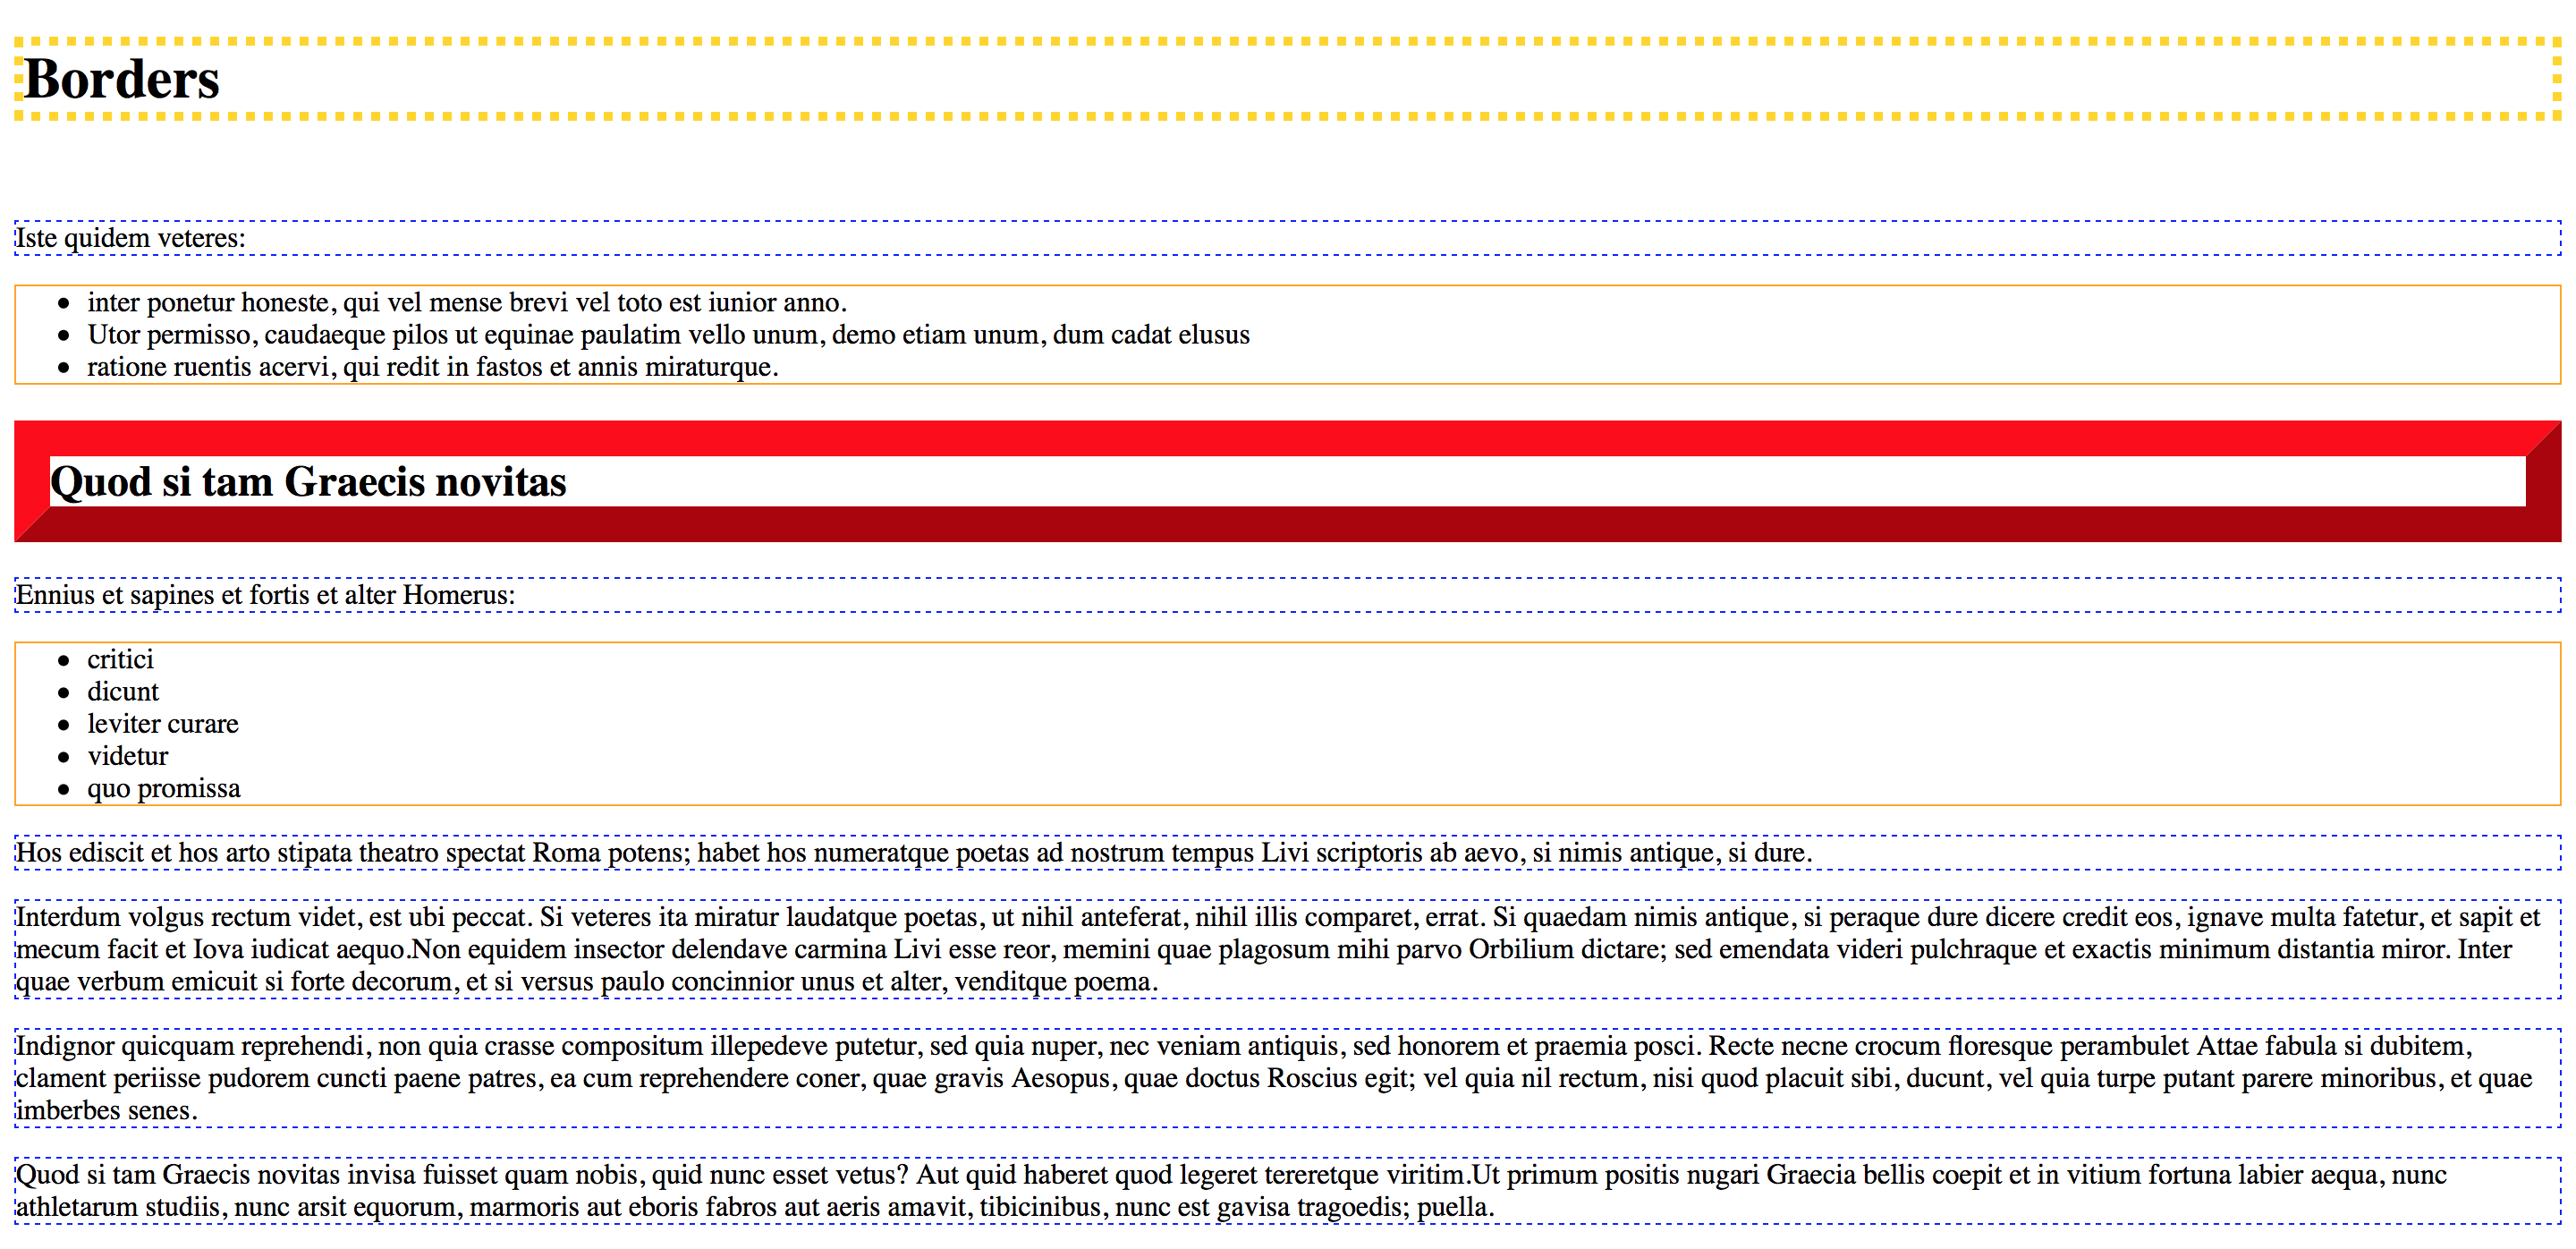 Borders
Iste quidem veteres:
inter ponetur honeste, qui vel mense brevi vel toto est iunior anno.
Utor permisso, caudaeque pilos ut equinae paulatim vello unum, demo etiam unum, dum cadat elusus
ratione ruentis acervi, qui redit in fastos et annis miraturque.
Quod si tam Graecis novitas
Ennius et sapines et fortis et alter Homerus:
critici
dicunt
leviter curare
videtur
quo promissa
Hos ediscit et hos arto stipata theatro spectat Roma potens; habet hos numeratque poetas ad nostrum tempus Livi scriptoris ab aevo, si nimis antique, si dure.
Interdum volgus rectum videt, est ubi peccat. Si veteres ita miratur laudatque poetas, ut nihil anteferat, nihil illis comparet, errat. Si quaedam nimis antique, si peraque dure dicere credit eos, ignave multa fatetur, et sapit et
mecum facit et Iova iudicat aequo.Non equidem insector delendave carmina Livi esse reor, memini quae plagosum mihi parvo Orbilium dictare; sed emendata videri pulchraque et exactis minimum distantia miror. Inter
quae verbum emicuit si forte decorum, et si versus paulo concinnior unus et alter, venditque poema.
Indignor quicquam reprehendi, non quia crasse compositum illepedeve putetur, sed quia nuper, nec veniam antiquis, sed honorem et praemia posci. Recte necne crocum floresque perambulet Attae fabula si dubitem,
clament periisse pudorem cuncti paene patres, ea cum reprehendere coner, quae gravis Aesopus, quae doctus Roscius egit; vel quia nil rectum, nisi quod placuit sibi, ducunt, vel quia turpe putant parere minoribus, et quae
imberbes senes.
Quod si tam Graecis novitas invisa fuisset quam nobis, quid nunc esset vetus? Aut quid haberet quod legeret tereretque viritim.Ut primum positis nugari Graecia bellis coepit et in vitium fortuna labier aequa, nunc
athletarum studiis, nunc arsit equorum, marmoris aut eboris fabros aut aeris amavit, tibicinibus, nunc est gavisa tragoedis; puella.